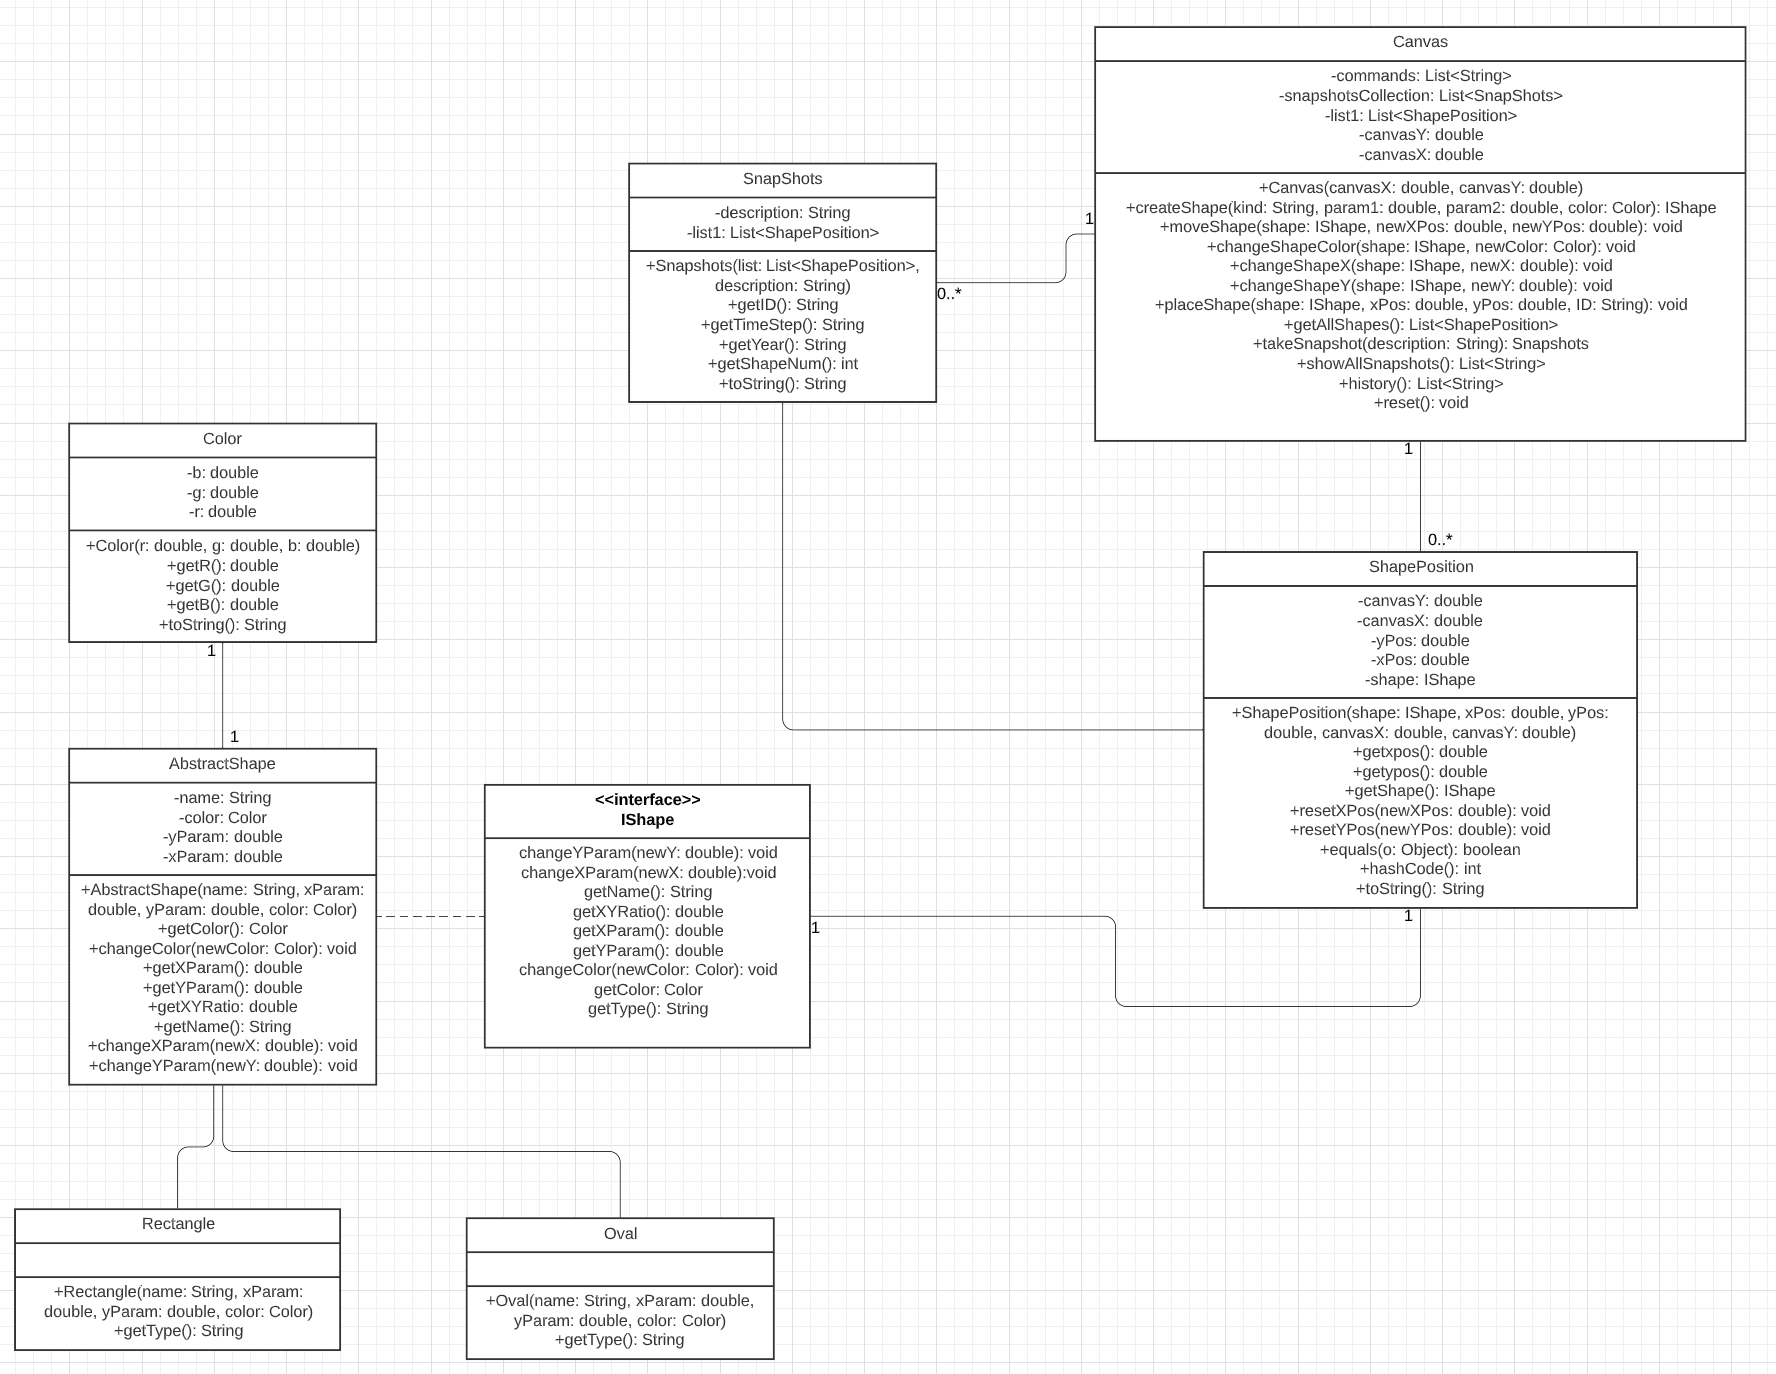 Canvas
-commands: List<String>
-snapshotsCollection: List<SnapShots>
-list1: List<ShapePosition>
-canvasY: double
-canvasX: double
+Canvas(canvasX: double, canvasY: double)
+createShape(kind: String, param1: double, param2: double, color: Color): IShape
+moveShape(shape: IShape, newXPos: double, newYPos: double): void
+changeShapeColor(shape: IShape, newColor: Color): void
+changeShapeX(shape: IShape, newX: double): void
+changeShapeY(shape: IShape, newY: double): void
+placeShape(shape: IShape, xPos: double, yPos: double, ID: String): void
+getAllShapes(): List<ShapePosition>
+takeSnapshot(description: String): Snapshots
+showAllSnapshots(): List<String>
+history(): List<String>
+reset(): void
1
0..*
SnapShots
-description: String
-list1: List<ShapePosition>
+Snapshots(list: List<ShapePosition>,
description: String)
+getID(): String
+getTimeStep(): String
+getYear(): String
+getShapeNum(): int
+toString(): String
1
0..*
Color
-b: double
-g: double
-r: double
+Color(r: double, g: double, b: double)
+getR(): double
+getG(): double
+getB(): double
+toString(): String
1
1
ShapePosition
-canvasY: double
-canvasX: double
-yPos: double
-xPos: double
-shape: IShape
+ShapePosition(shape: IShape, xPos: double, yPos:
double, canvasX: double, canvasY: double)
+getxpos(): double
+getypos(): double
+getShape(): IShape
+resetXPos(newXPos: double): void
+resetYPos(newYPos: double): void
+equals(o: Object): boolean
+hashCode(): int
+toString(): String
1
1
AbstractShape
-name: String
-color: Color
-yParam: double
-xParam: double
+AbstractShape(name: String, xParam:
double, yParam: double, color: Color)
+getColor(): Color
+changeColor(newColor: Color): void
+getXParam(): double
+getYParam(): double
+getXYRatio: double
+getName(): String
+changeXParam(newX: double): void
+changeYParam(newY: double): void
<<interface>>
IShape
changeYParam(newY: double): void
changeXParam(newX: double):void
getName(): String
getXYRatio(): double
getXParam(): double
getYParam(): double
changeColor(newColor: Color): void
getColor: Color
getType(): String
Rectangle
+Rectangle(name: String, xParam:
double, yParam: double, color: Color)
+getType(): String
Oval
+Oval(name: String, xParam: double,
yParam: double, color: Color)
+getType(): String